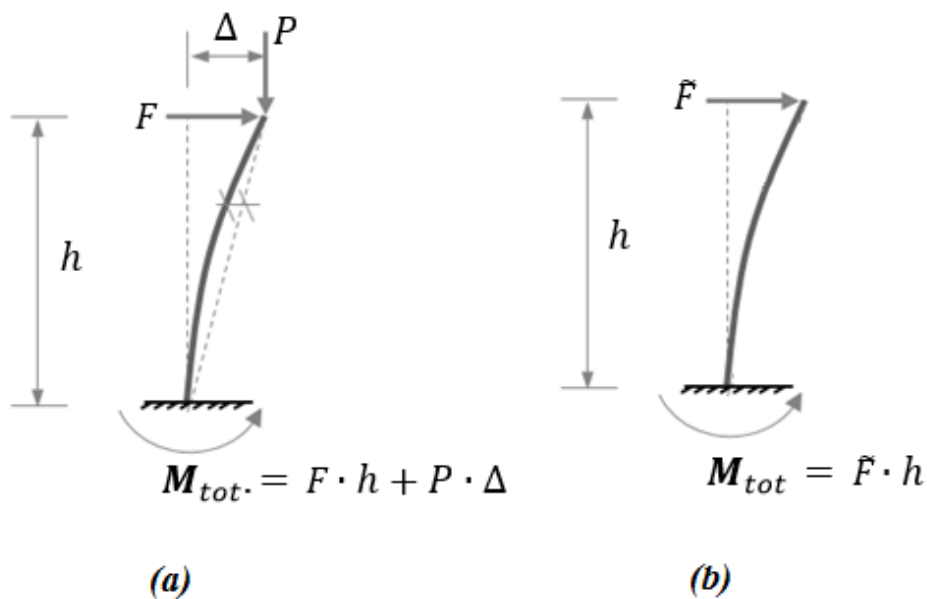 Δ P
F
h
M_tot. = F · h + P · Δ
(a)
F̃
h
M_tot = F̃ · h
(b)